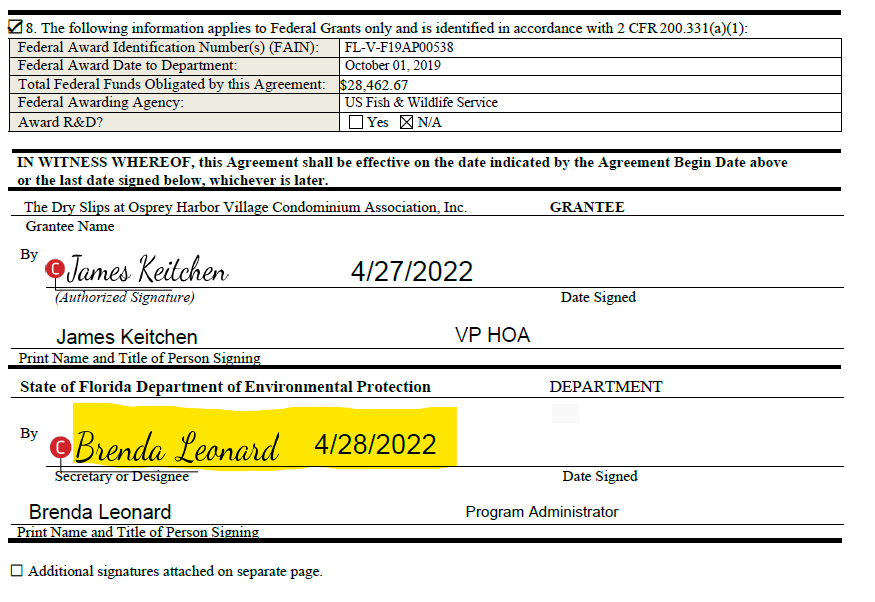 ☑ 8. The following information applies to Federal Grants only and is identified in accordance with 2 CFR 200.331(a)(1):
Federal Award Identification Number(s) (FAIN): FL-V-F19AP00538
Federal Award Date to Department: October 01, 2019
Total Federal Funds Obligated by this Agreement: $28,462.67
Federal Awarding Agency: US Fish & Wildlife Service
Award R&D? ☐ Yes ☒ N/A
IN WITNESS WHEREOF, this Agreement shall be effective on the date indicated by the Agreement Begin Date above
or the last date signed below, whichever is later.
The Dry Slips at Osprey Harbor Village Condominium Association, Inc. GRANTEE
Grantee Name
By C James Keitchen 4/27/2022
(Authorized Signature) Date Signed
James Keitchen VP HOA
Print Name and Title of Person Signing
State of Florida Department of Environmental Protection DEPARTMENT
By C Brenda Leonard 4/28/2022
Secretary or Designee Date Signed
Brenda Leonard Program Administrator
Print Name and Title of Person Signing
☐ Additional signatures attached on separate page.